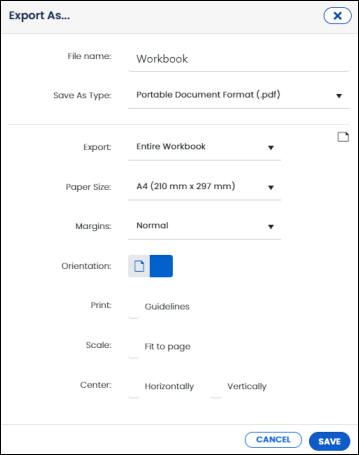 Export As...
File name: Workbook
Save As Type: Portable Document Format (.pdf)
Export: Entire Workbook
Paper Size: A4 (210 mm x 297 mm)
Margins: Normal
Orientation:
Print: Guidelines
Scale: Fit to page
Center: Horizontally Vertically
CANCEL SAVE